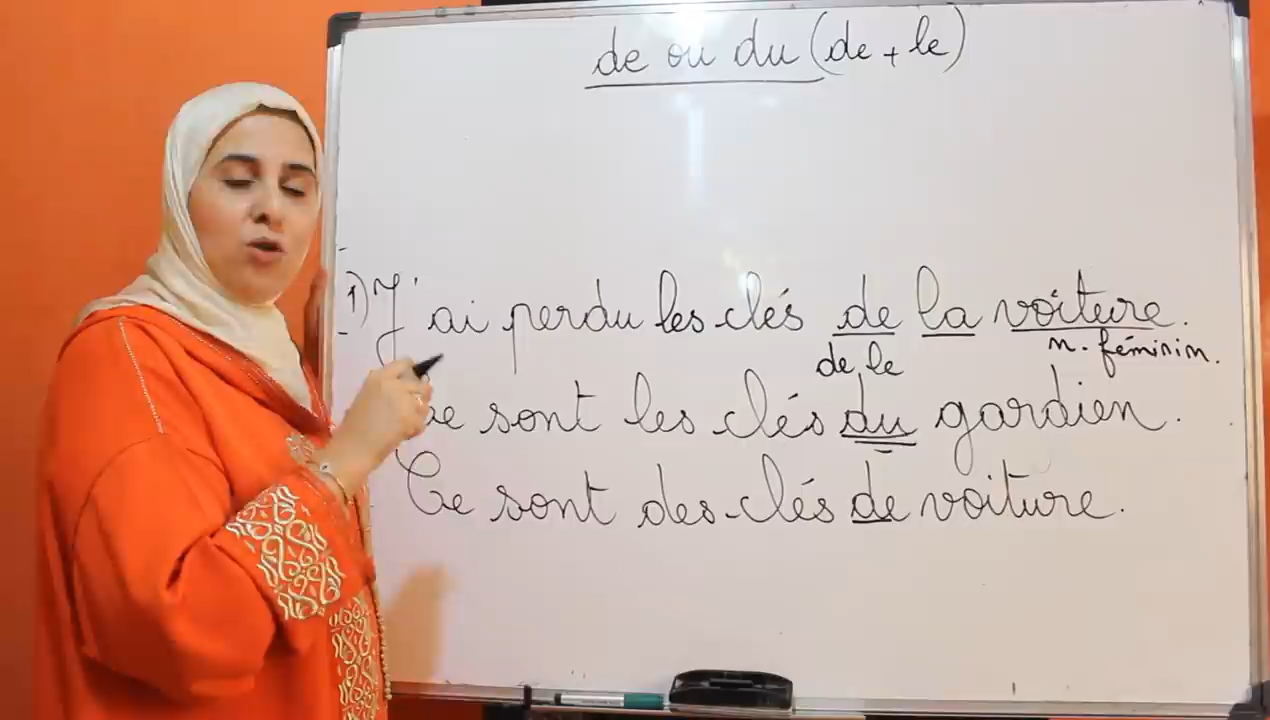 de ou du (de + le)
1) J'ai perdu les clés de la voiture.
n. féminin.
de le
Ce sont les clés du gardien.
Ce sont des clés de voiture.